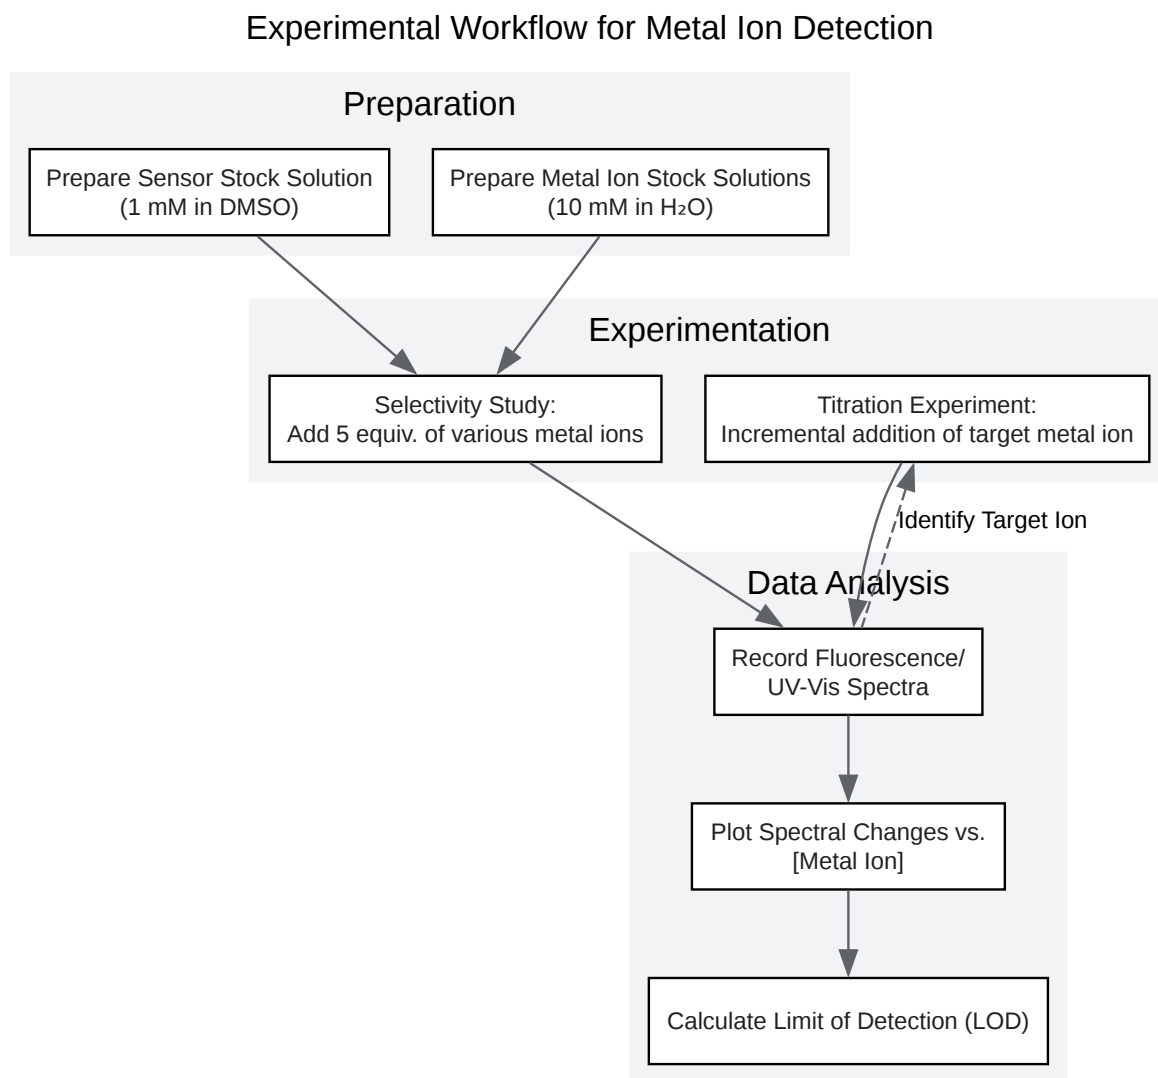 Experimental Workflow for Metal Ion Detection
Preparation
Prepare Sensor Stock Solution
(1 mM in DMSO)
Prepare Metal Ion Stock Solutions
(10 mM in H₂O)
Experimentation
Selectivity Study:
Add 5 equiv. of various metal ions
Titration Experiment:
Incremental addition of target metal ion
Identify Target Ion
Data Analysis
Record Fluorescence/
UV-Vis Spectra
Plot Spectral Changes vs.
[Metal Ion]
Calculate Limit of Detection (LOD)